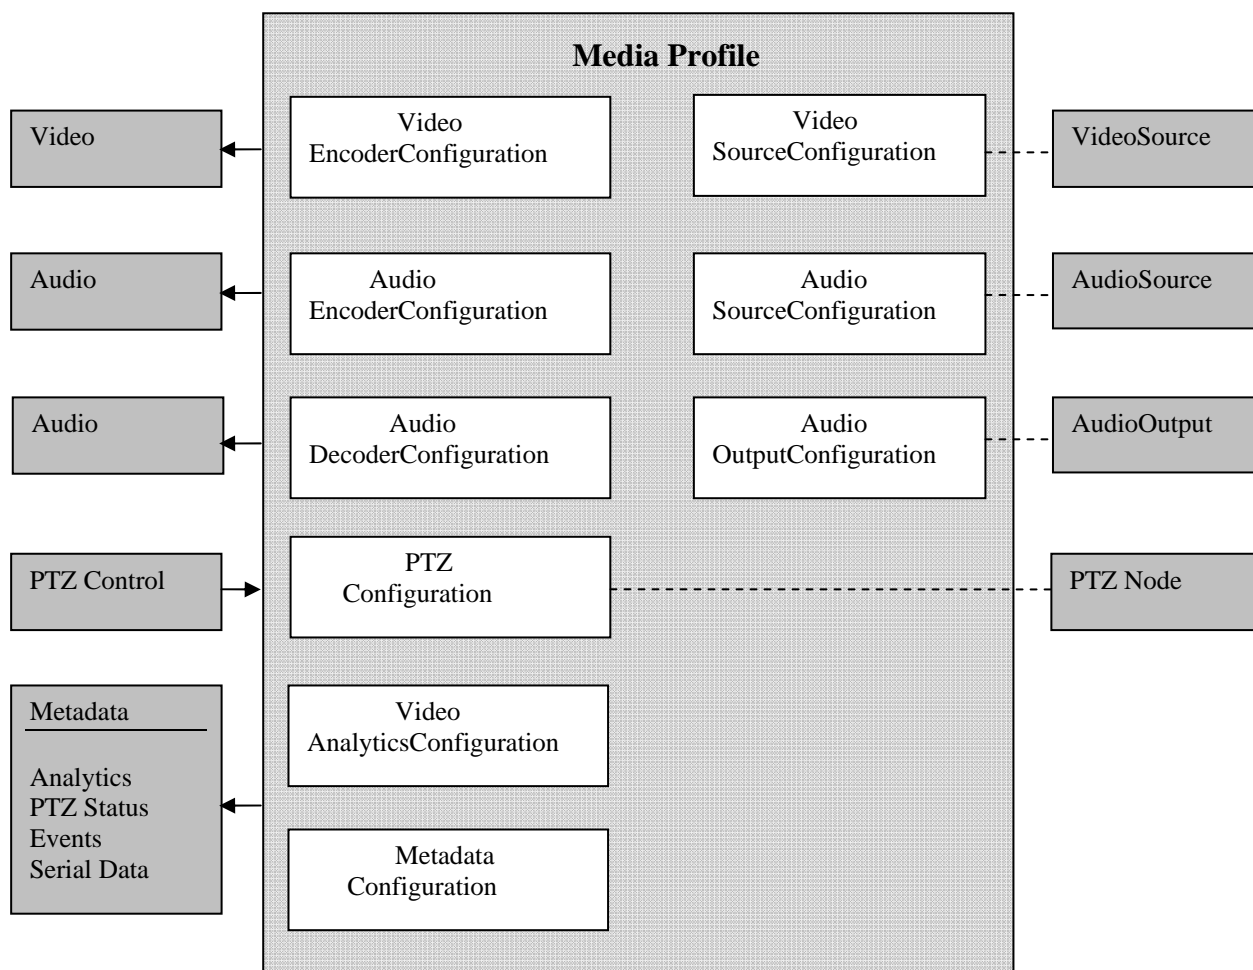 Media Profile
Video
Video
EncoderConfiguration
Video
SourceConfiguration
VideoSource
Audio
Audio
EncoderConfiguration
Audio
SourceConfiguration
AudioSource
Audio
Audio
DecoderConfiguration
Audio
OutputConfiguration
AudioOutput
PTZ Control
PTZ
Configuration
PTZ Node
Metadata
Analytics
PTZ Status
Events
Serial Data
Video
AnalyticsConfiguration
Metadada
Configuration